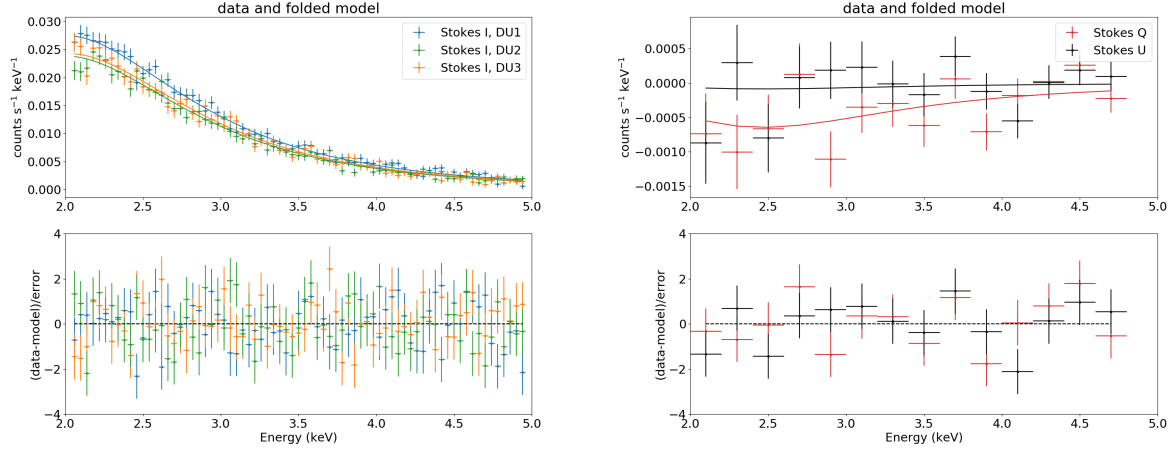 data and folded model
counts s⁻¹ keV⁻¹
0.030
0.025
0.020
0.015
0.010
0.005
0.000
Stokes I, DU1
Stokes I, DU2
Stokes I, DU3
2.0 2.5 3.0 3.5 4.0 4.5 5.0
(data-model)/error
4
2
0
−2
−4
2.0 2.5 3.0 3.5 4.0 4.5 5.0
Energy (keV)
data and folded model
counts s⁻¹ keV⁻¹
0.0005
0.0000
−0.0005
−0.0010
−0.0015
Stokes Q
Stokes U
2.0 2.5 3.0 3.5 4.0 4.5 5.0
(data-model)/error
4
2
0
−2
−4
2.0 2.5 3.0 3.5 4.0 4.5 5.0
Energy (keV)